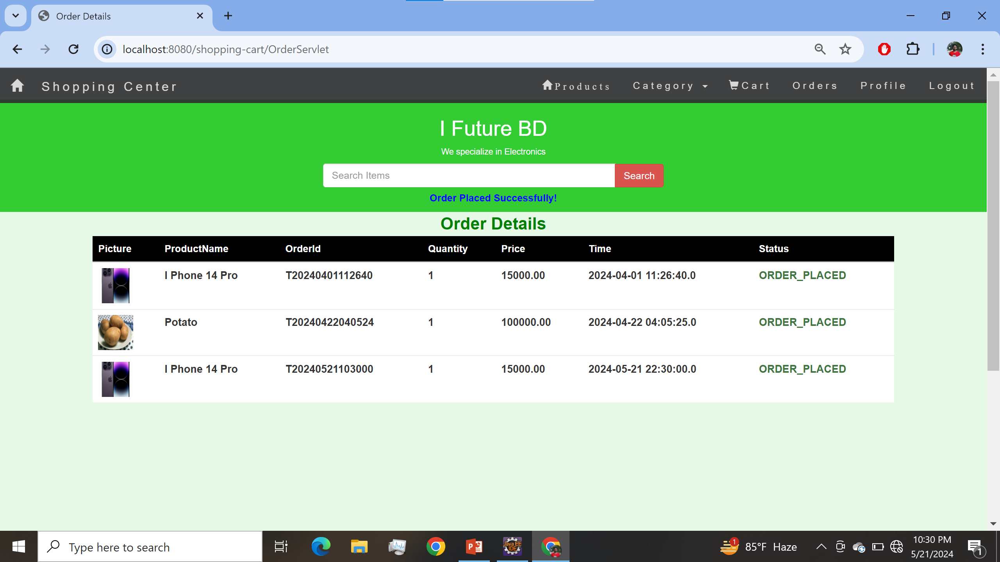 Order Details
localhost:8080/shopping-cart/OrderServlet
Shopping Center
Products Category Cart Orders Profile Logout
I Future BD
We specialize in Electronics
Search Items Search
Order Placed Successfully!
Order Details
Picture ProductName OrderId Quantity Price Time Status
I Phone 14 Pro T20240401112640 1 15000.00 2024-04-01 11:26:40.0 ORDER_PLACED
Potato T20240422040524 1 100000.00 2024-04-22 04:05:25.0 ORDER_PLACED
I Phone 14 Pro T20240521103000 1 15000.00 2024-05-21 22:30:00.0 ORDER_PLACED
Type here to search
P
Java EE
IDE
1
85°F Haze
10:30 PM
5/21/2024
1